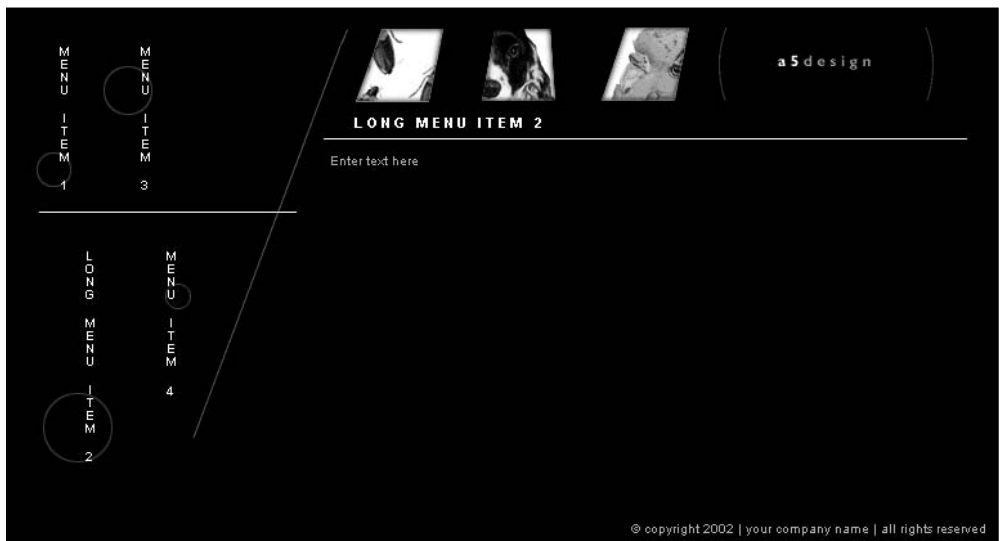 MENU ITEM 1
MENU ITEM 3
LONG MENU ITEM 2
MENU ITEM 4
a5design
LONG MENU ITEM 2
Enter text here
© copyright 2002 | your company name | all rights reserved